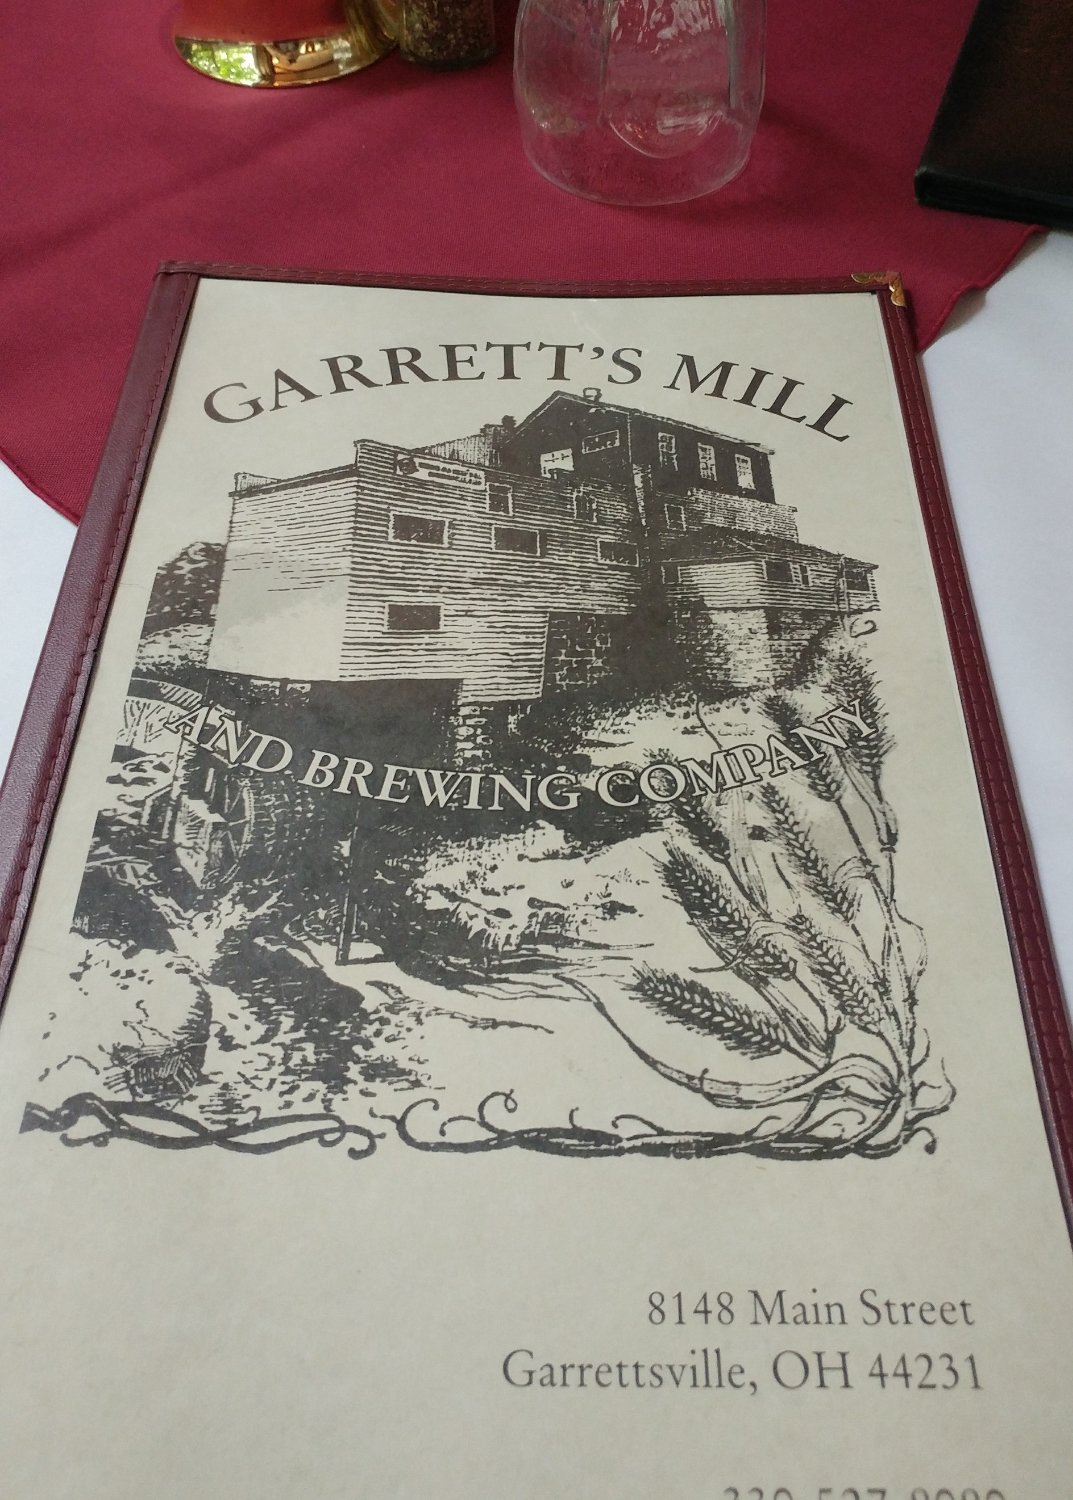 GARRETT'S MILL
AND BREWING COMPANY
8148 Main Street
Garrettsville, OH 44231